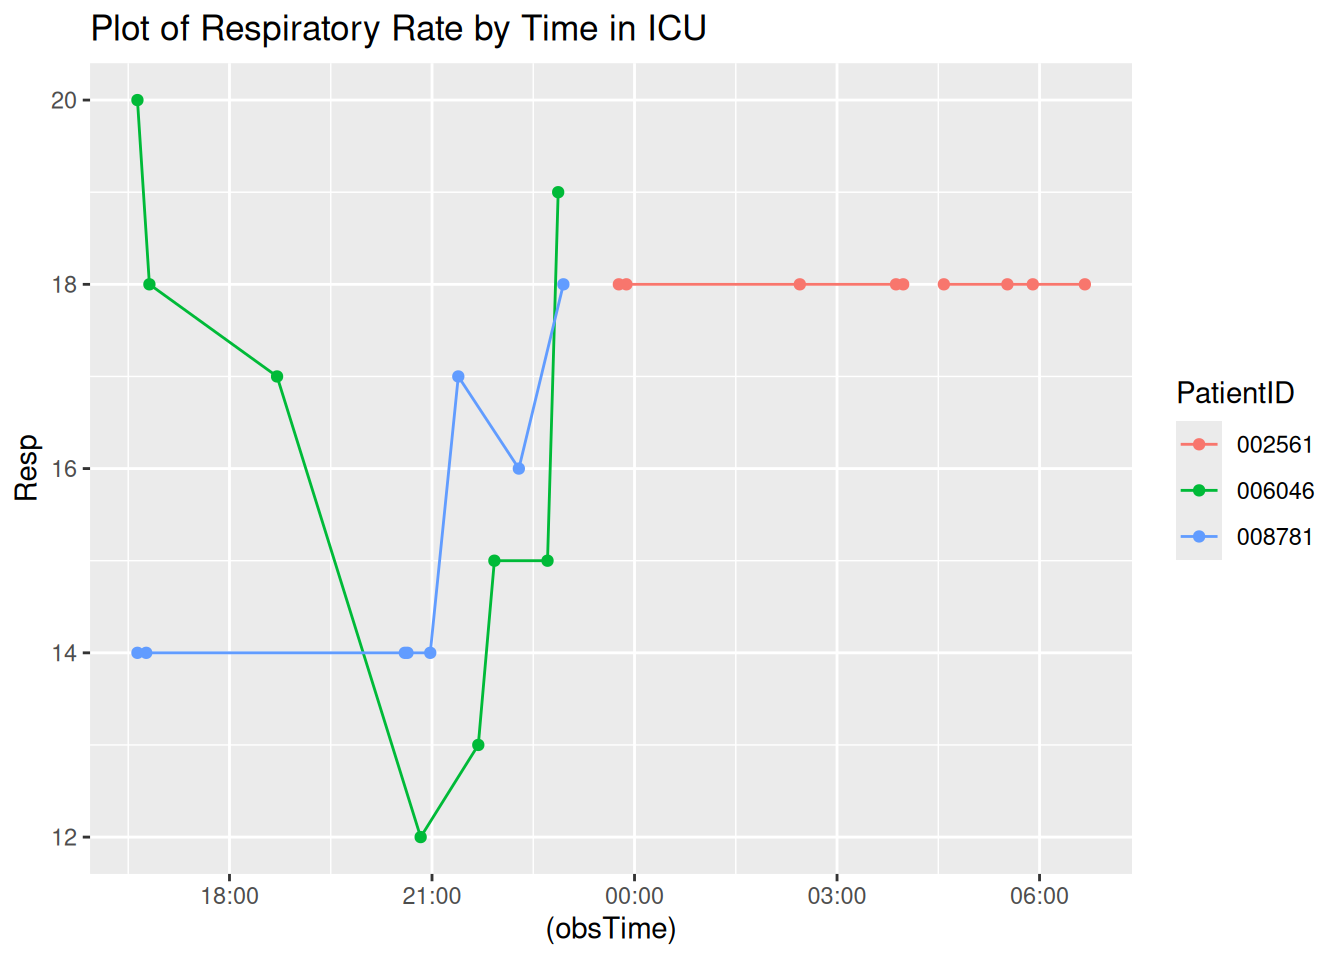 Plot of Respiratory Rate by Time in ICU
20
18
16
14
12
Resp
18:00 21:00 00:00 03:00 06:00
(obsTime)
PatientID
002561
006046
008781